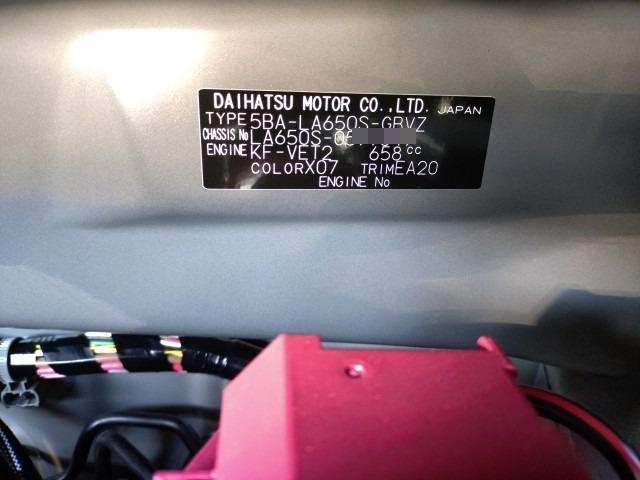 DAIHATSU MOTOR CO.,LTD. JAPAN
TYPE 5BA-LA650S-GBVZ
CHASSIS No LA650S-0
ENGINE KF-VET2 658cc
COLOR X07 TRIM EA20
ENGINE No